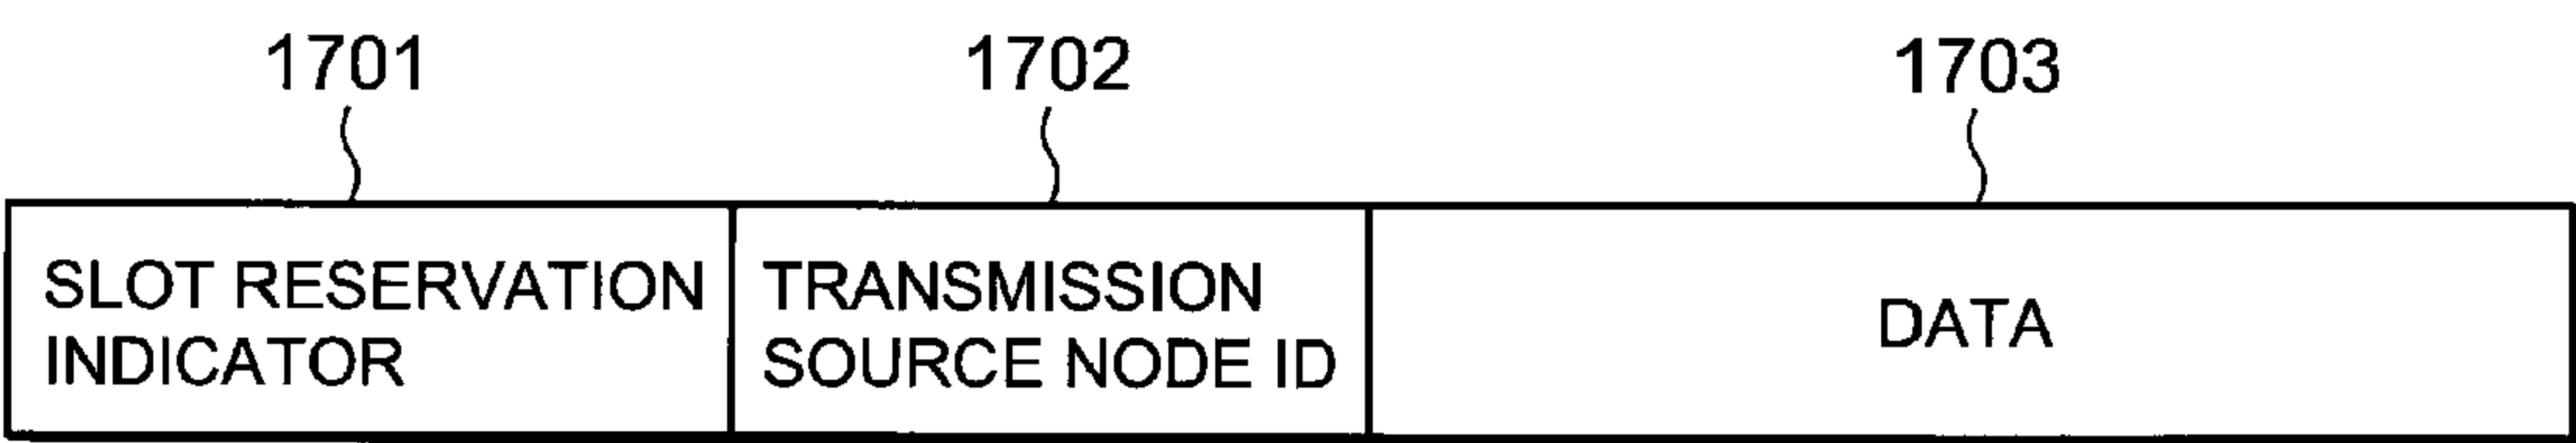 1701
1702
1703
SLOT RESERVATION
INDICATOR
TRANSMISSION
SOURCE NODE ID
DATA